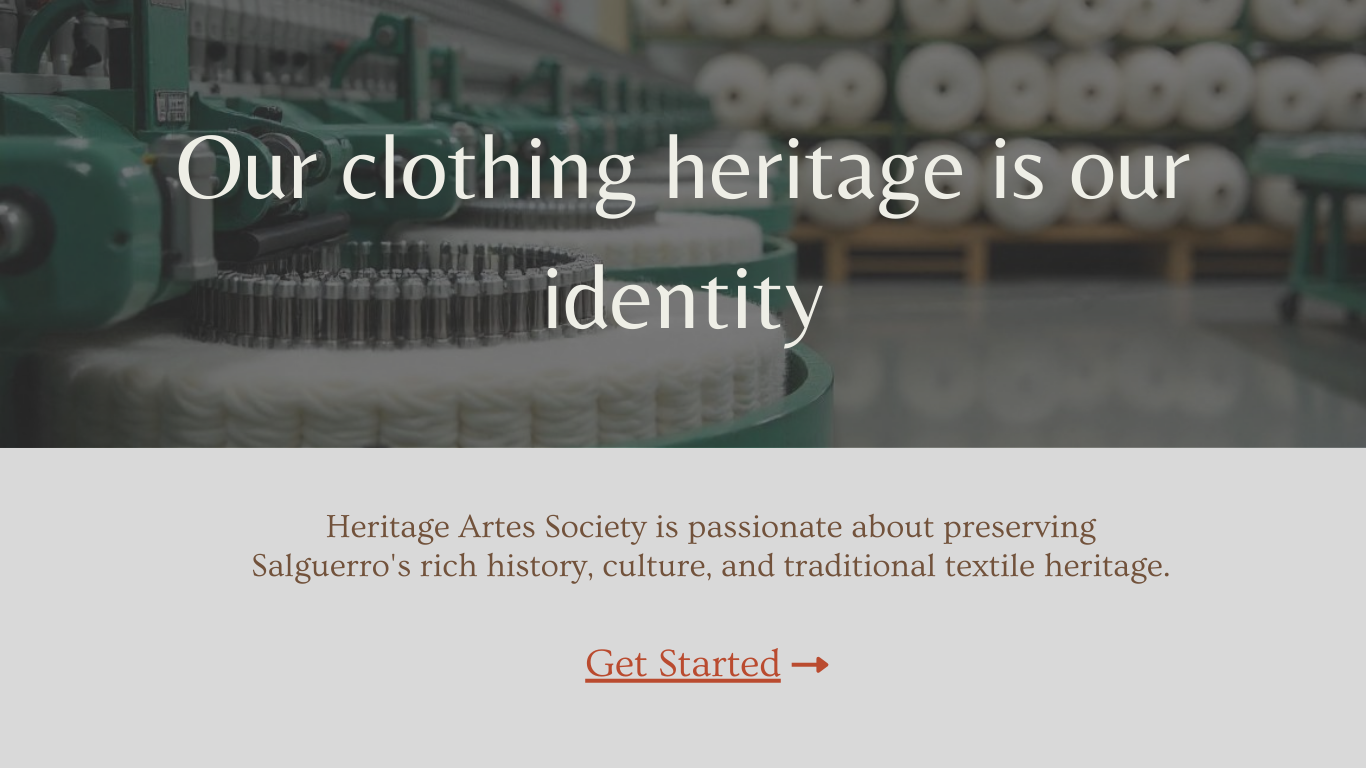 Our clothing heritage is our
identity
Heritage Artes Society is passionate about preserving
Salguerro's rich history, culture, and traditional textile heritage.
Get Started